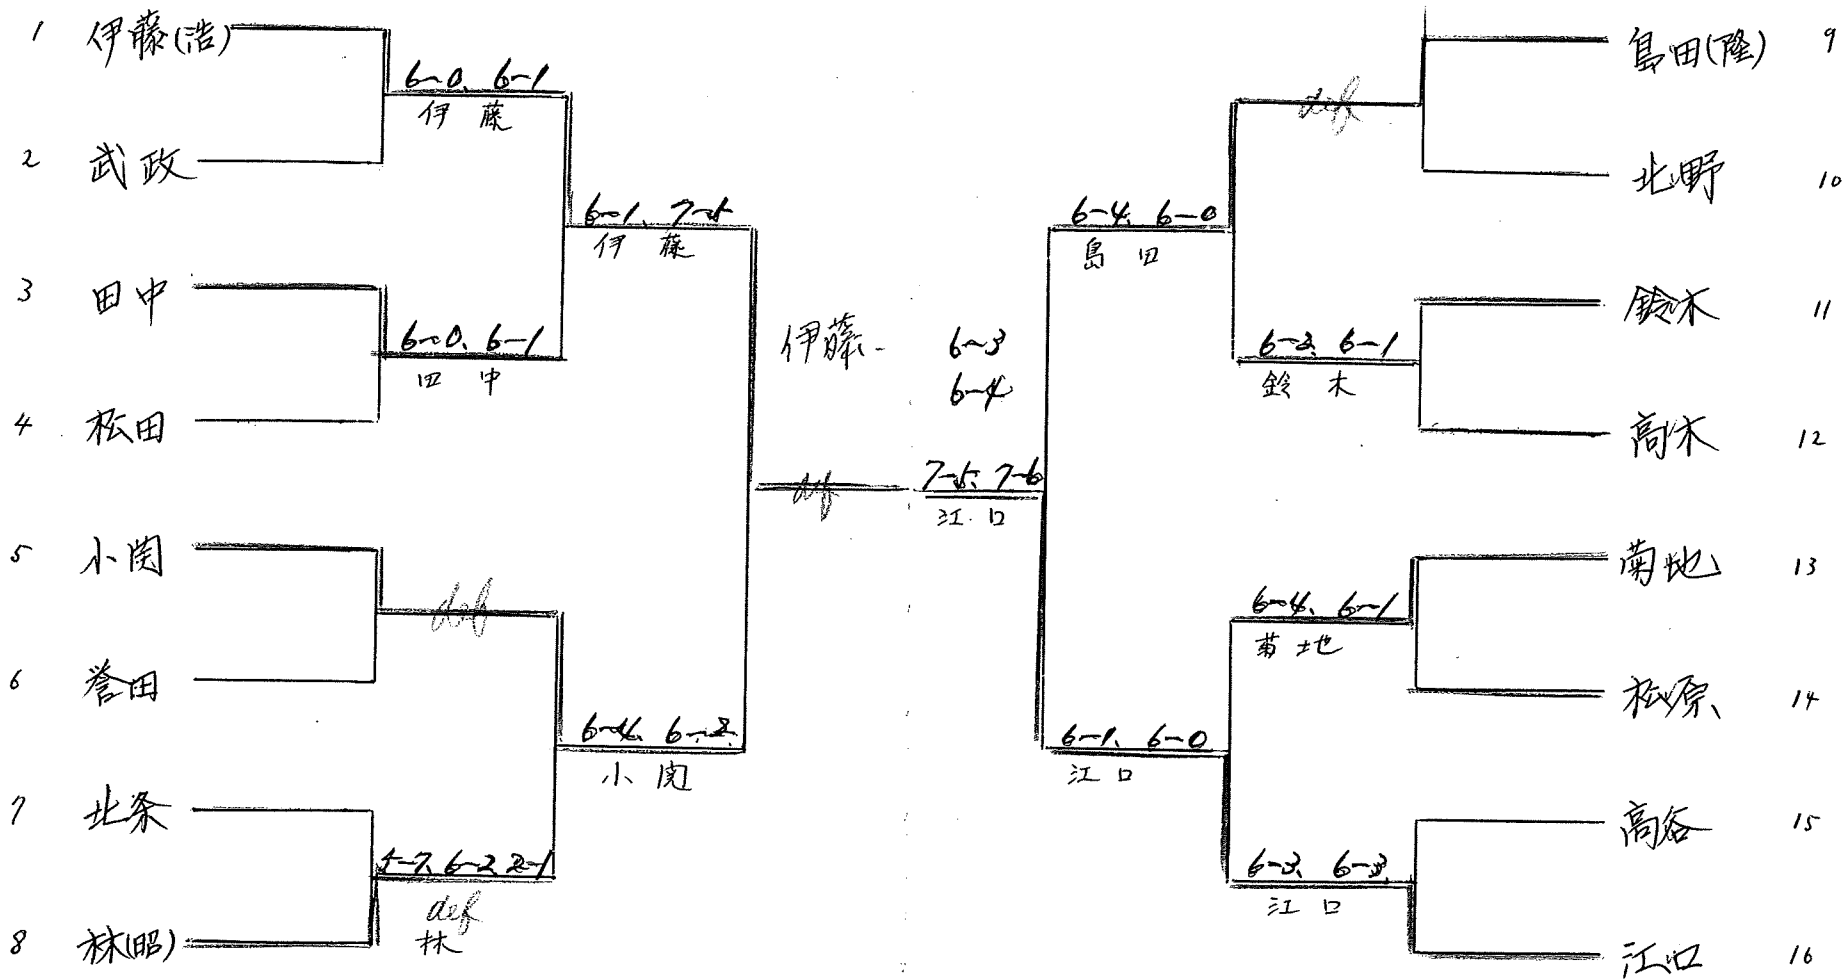 1 伊藤(浩)
2 武政
3 田中
4 松田
5 小関
6 誉田
7 北条
8 林(昭)
6-0, 6-1
伊藤
6-0, 6-1
田中
def
5-7, 6-2, 2-1
def
林
6-1, 7-5
伊藤
6-4, 6-2
小関
def
伊藤
6-3
6-4
7-5, 7-6
江口
6-4, 6-0
島田
6-1, 6-0
江口
def
6-2, 6-1
鈴木
6-4, 6-1
菊地
6-3, 6-3
江口
島田(隆) 9
北野 10
鈴木 11
高木 12
菊地 13
松原 14
高谷 15
江口 16